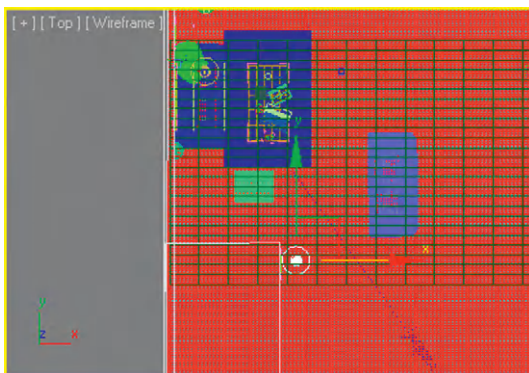 [ + ] [ Top ] [ Wireframe ]
y
x
y
z
x